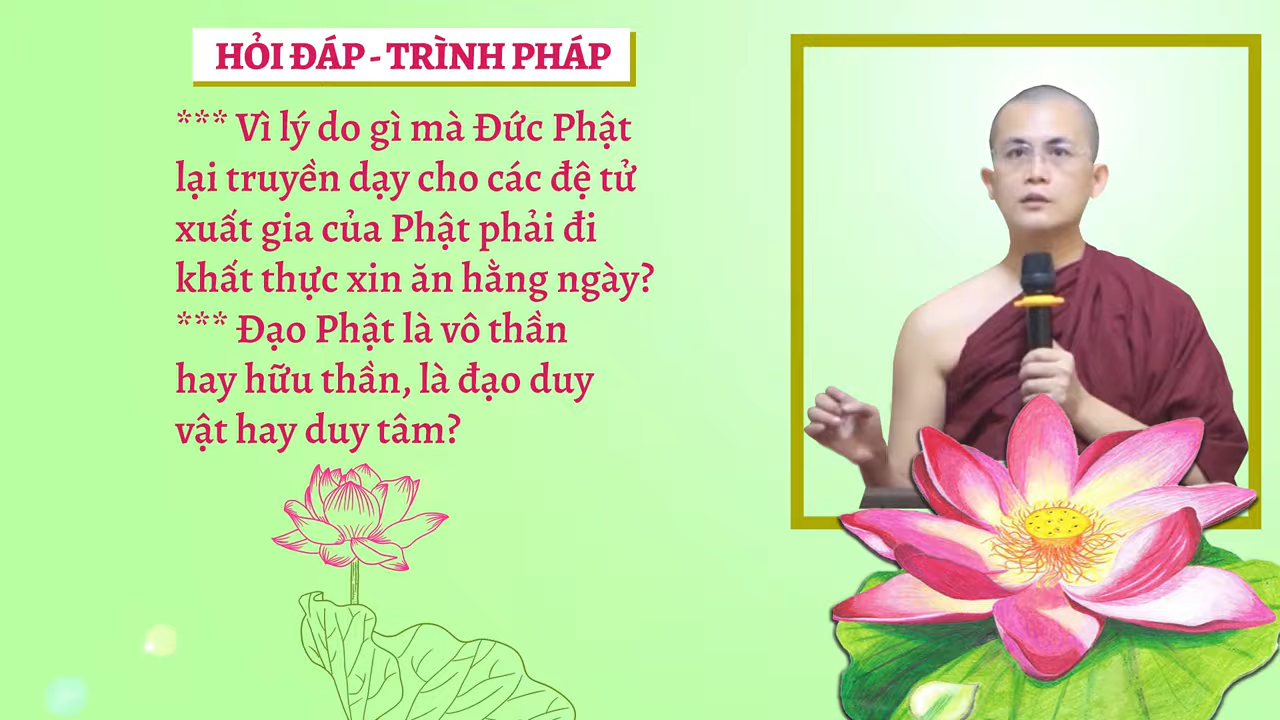 HỎI ĐÁP - TRÌNH PHÁP
*** Vì lý do gì mà Đức Phật
lại truyền dạy cho các đệ tử
xuất gia của Phật phải đi
khất thực xin ăn hằng ngày?
*** Đạo Phật là vô thần
hay hữu thần, là đạo duy
vật hay duy tâm?